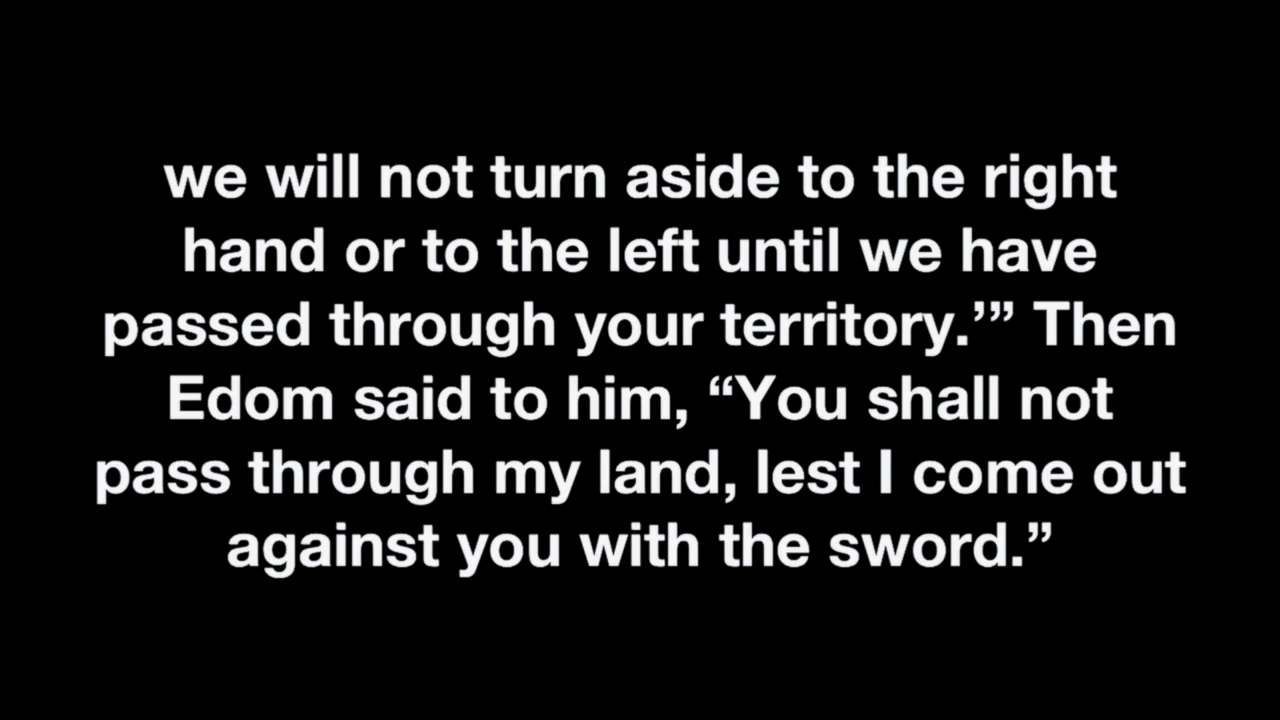 we will not turn aside to the right
hand or to the left until we have
passed through your territory.’” Then
Edom said to him, “You shall not
pass through my land, lest I come out
against you with the sword.”